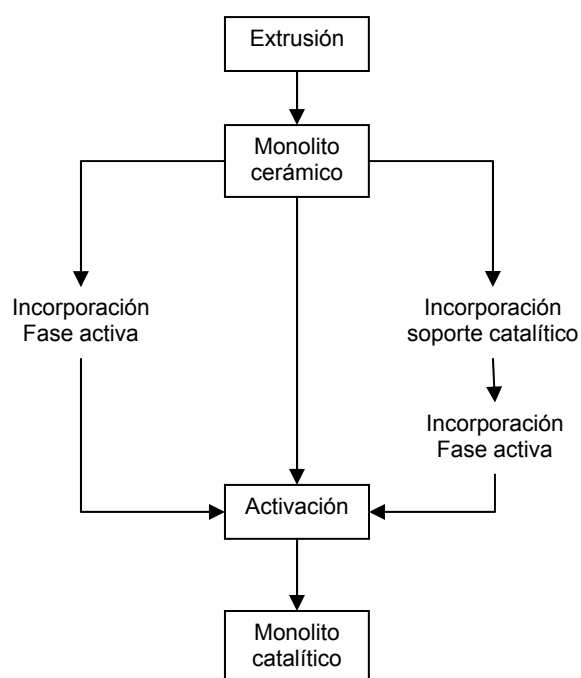 Extrusión
Monolito
cerámico
Incorporación
Fase activa
Incorporación
soporte catalítico
Incorporación
Fase activa
Activación
Monolito
catalítico